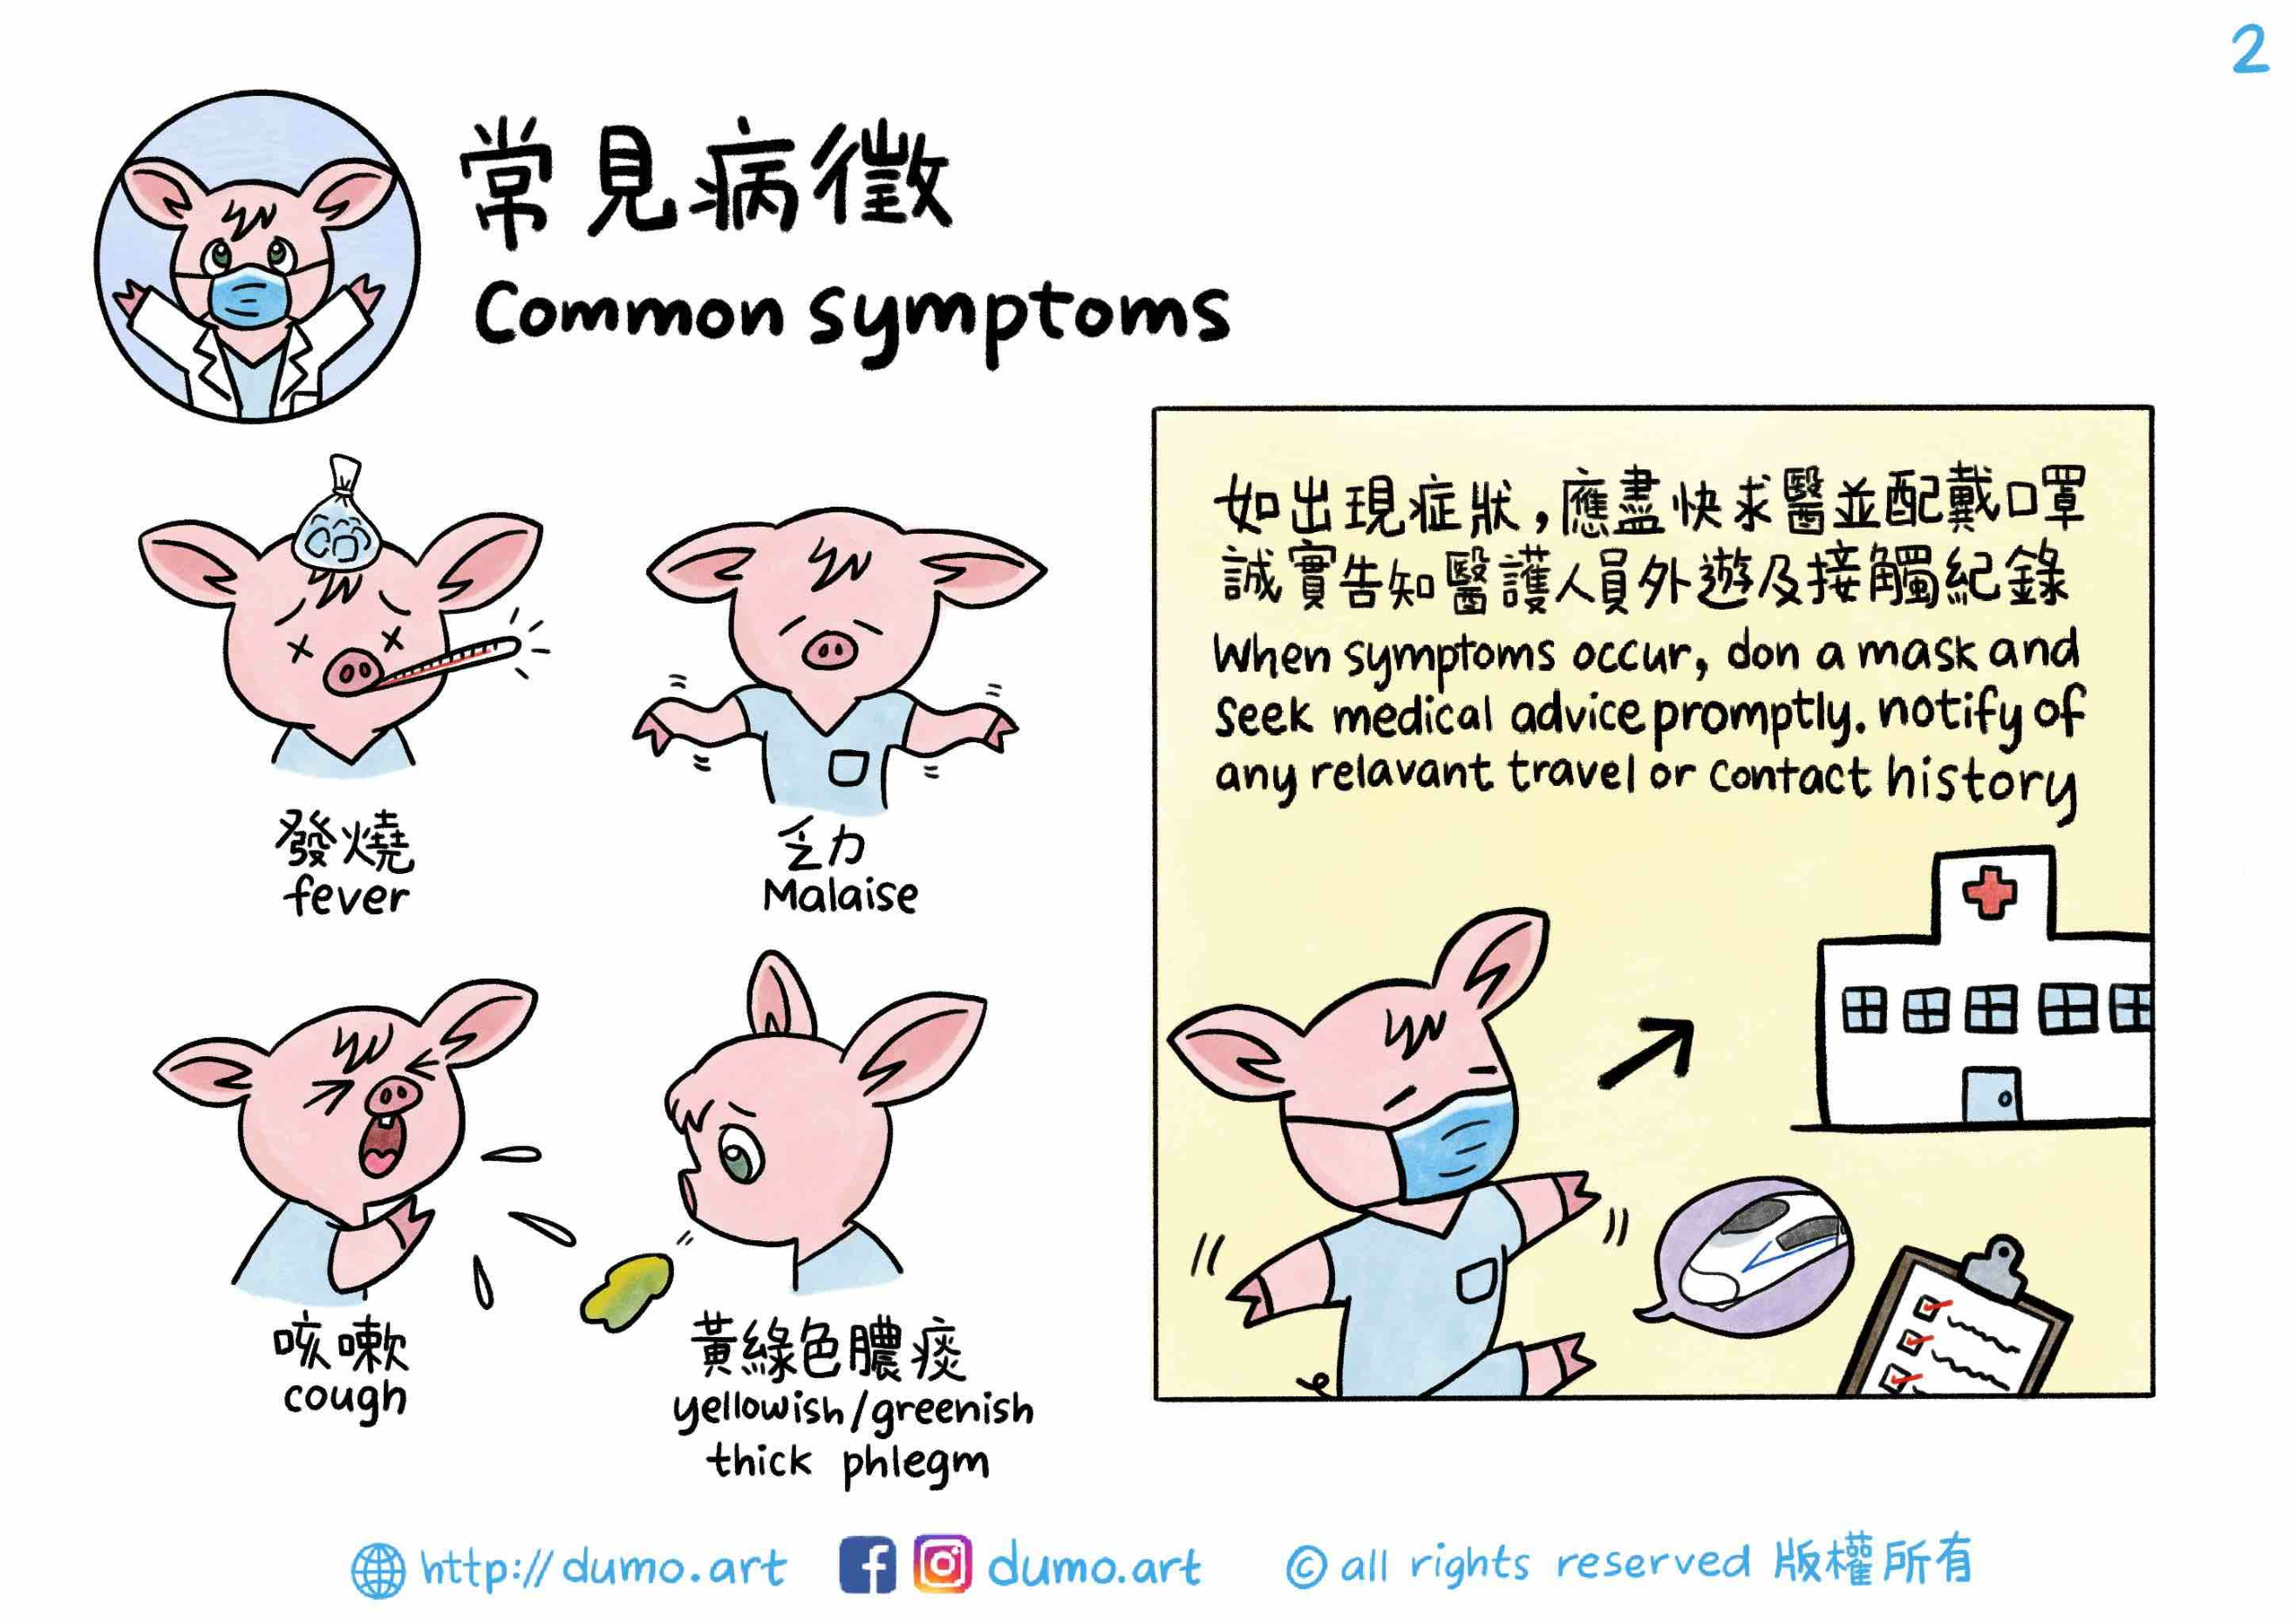 2
常見病徵
Common symptoms
發燒
fever
乏力
Malaise
咳嗽
cough
黃綠色膿痰
yellowish/greenish
thick phlegm
如出現症狀,應盡快求醫並配戴口罩
誠實告知醫護人員外遊及接觸紀錄
When symptoms occur, don a mask and
seek medical advice promptly. notify of
any relavant travel or contact history
http://dumo.art
dumo.art
© all rights reserved 版權所有